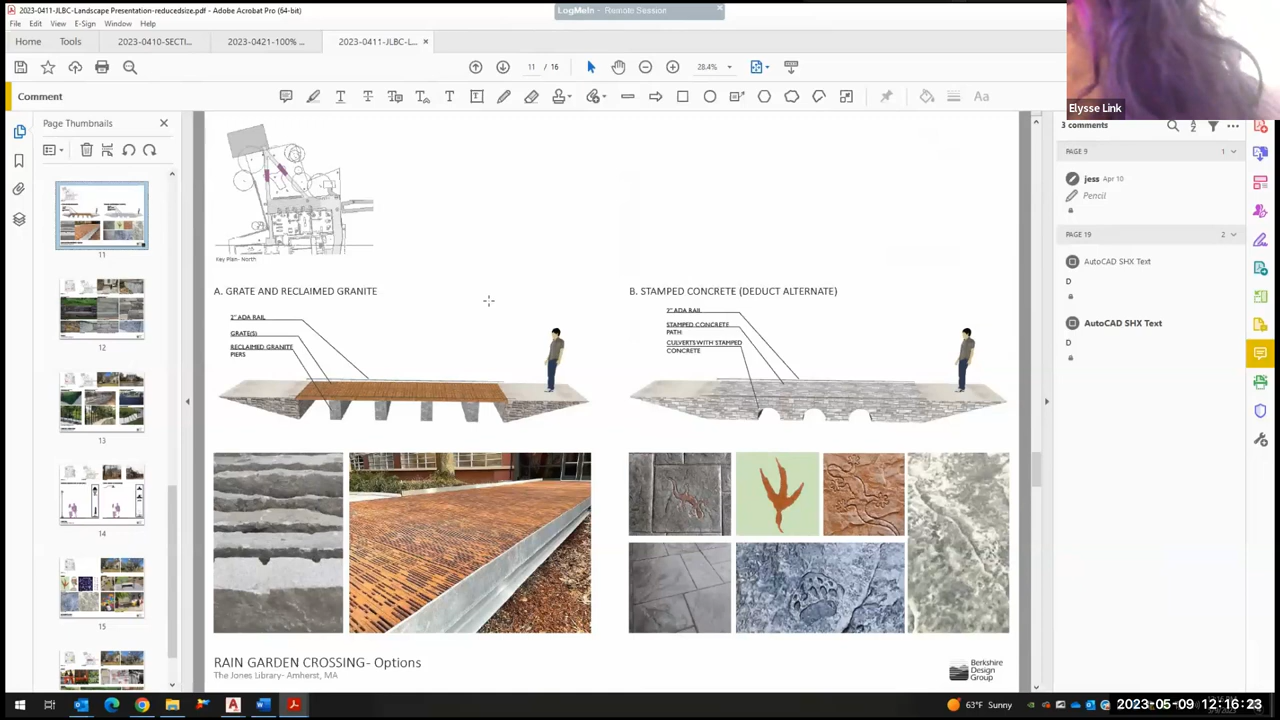 2023-0411-JLBC-Landscape Presentation-reducedsize.pdf - Adobe Acrobat Pro (64-bit)
LogMeIn - Remote Session
File Edit View E-Sign Window Help
Home Tools 2023-0410-SECTI... 2023-0421-100% ... 2023-0411-JLBC-L...
11 / 16 28.4%
Elysse Link
Comment
3 comments
Page Thumbnails
PAGE 9 1
jess Apr 10
Pencil
PAGE 19 2
AutoCAD SHX Text
D
AutoCAD SHX Text
D
11
12
13
14
15
Key Plan- North
A. GRATE AND RECLAIMED GRANITE
2" ADA RAIL
GRATE(S)
RECLAIMED GRANITE
PIERS
B. STAMPED CONCRETE (DEDUCT ALTERNATE)
2" ADA RAIL
STAMPED CONCRETE
PATH
CULVERTS WITH STAMPED
CONCRETE
RAIN GARDEN CROSSING- Options
The Jones Library- Amherst, MA
Berkshire
Design
Group
63°F Sunny
2023-05-09 12:16:23